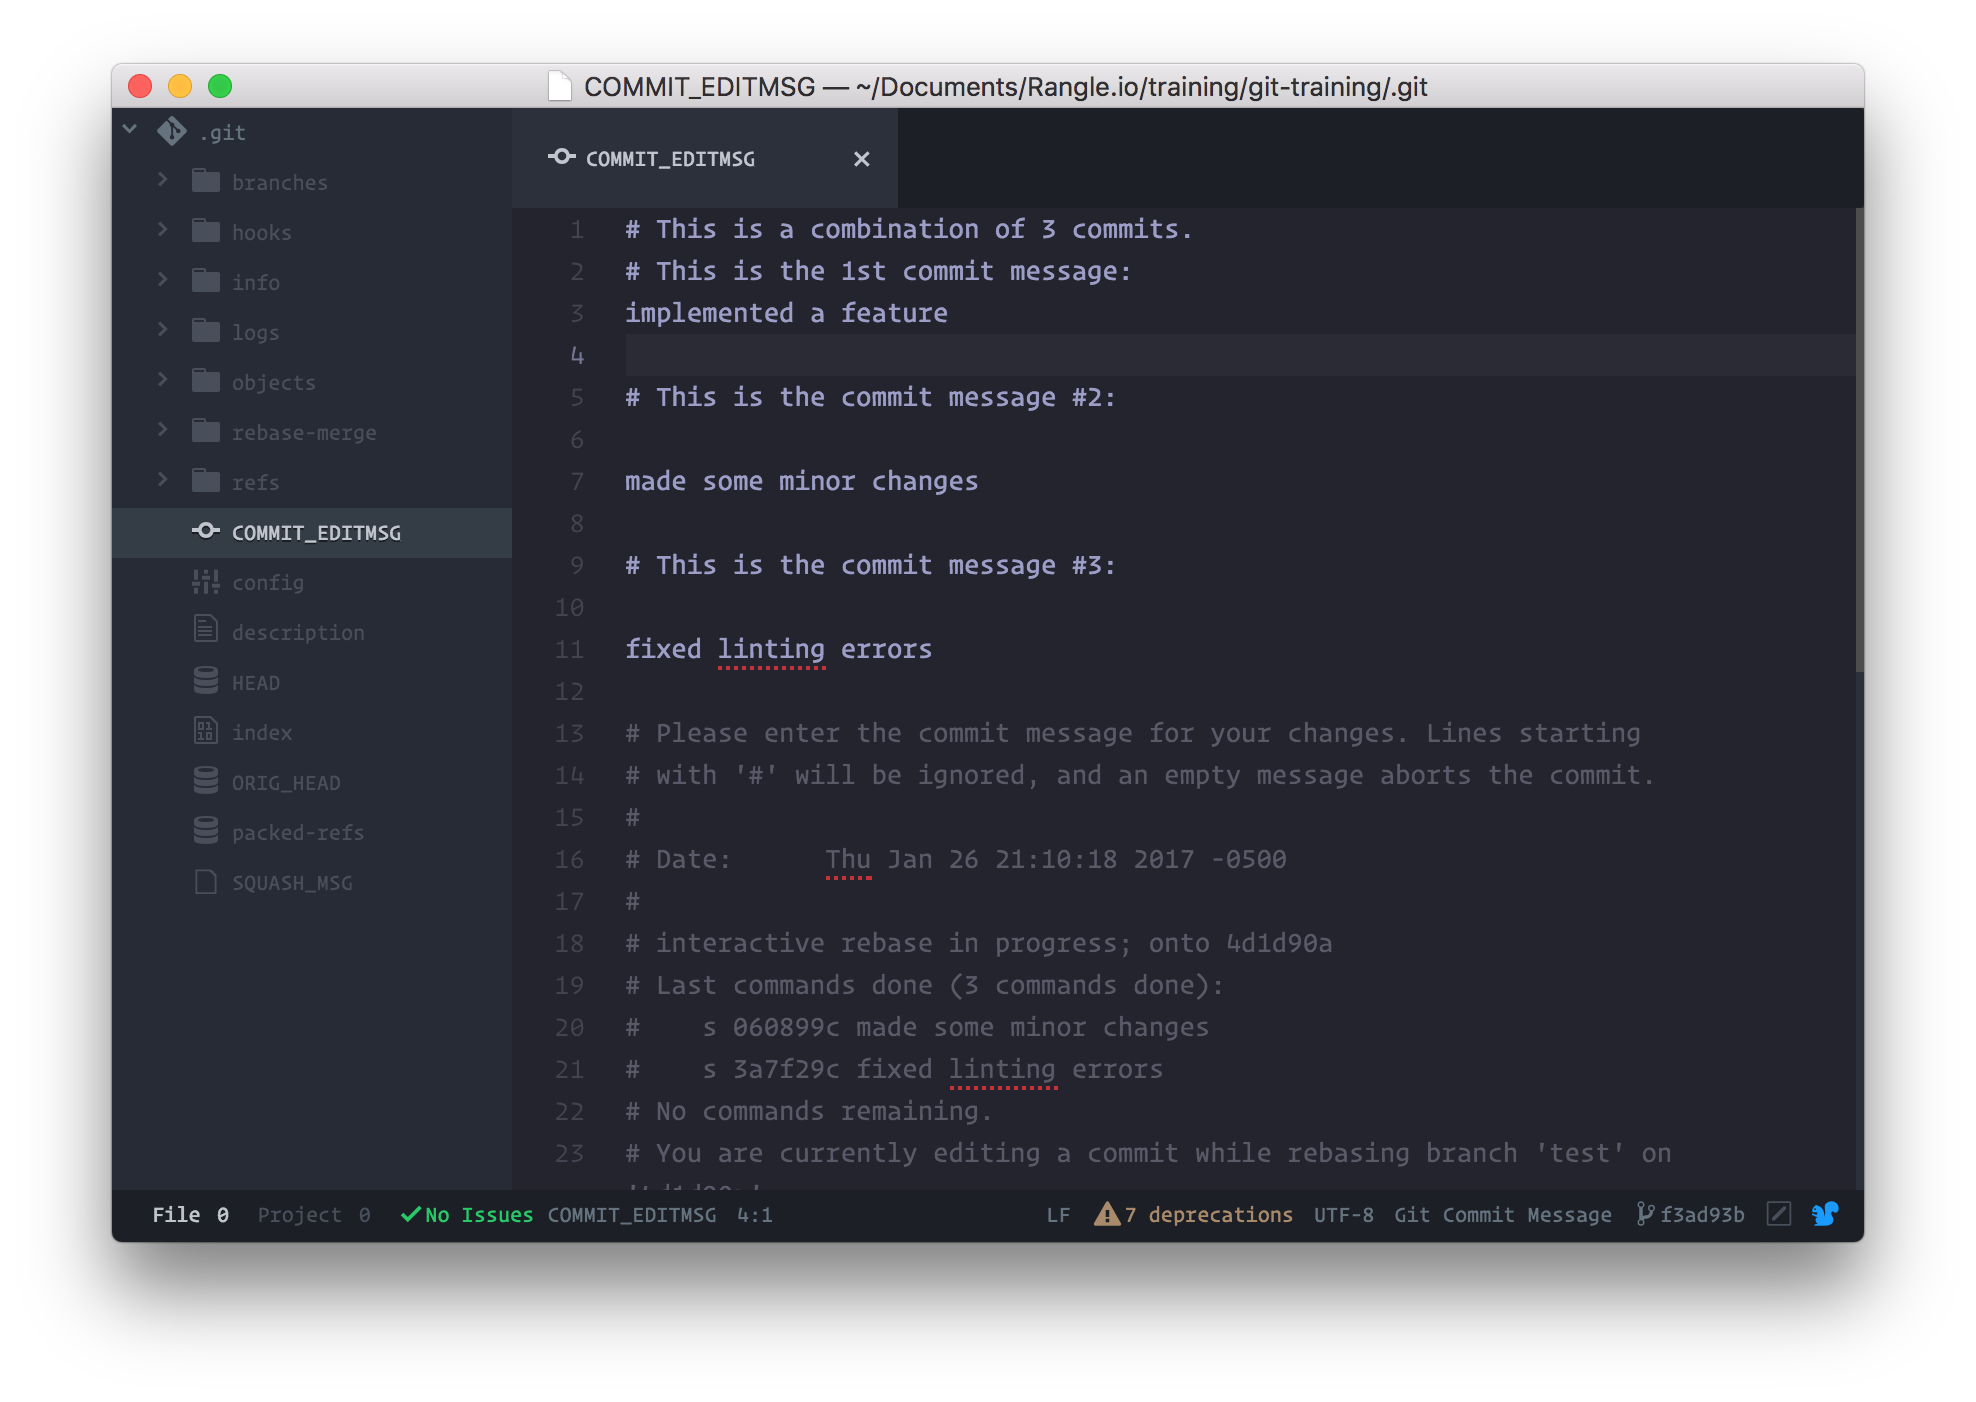 COMMIT_EDITMSG — ~/Documents/Rangle.io/training/git-training/.git
.git
branches
hooks
info
logs
objects
rebase-merge
refs
COMMIT_EDITMSG
config
description
HEAD
index
ORIG_HEAD
packed-refs
SQUASH_MSG
COMMIT_EDITMSG ×
1 # This is a combination of 3 commits.
2 # This is the 1st commit message:
3 implemented a feature
4
5 # This is the commit message #2:
6
7 made some minor changes
8
9 # This is the commit message #3:
10
11 fixed linting errors
12
13 # Please enter the commit message for your changes. Lines starting
14 # with '#' will be ignored, and an empty message aborts the commit.
15 #
16 # Date:      Thu Jan 26 21:10:18 2017 -0500
17 #
18 # interactive rebase in progress; onto 4d1d90a
19 # Last commands done (3 commands done):
20 #    s 060899c made some minor changes
21 #    s 3a7f29c fixed linting errors
22 # No commands remaining.
23 # You are currently editing a commit while rebasing branch 'test' on
File 0 Project 0 No Issues COMMIT_EDITMSG 4:1 LF 7 deprecations UTF-8 Git Commit Message f3ad93b